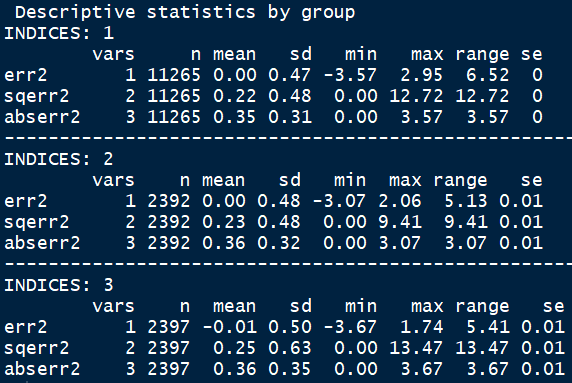 Descriptive statistics by group
INDICES: 1
vars n mean sd min max range se
err2 1 11265 0.00 0.47 -3.57 2.95 6.52 0
sqerr2 2 11265 0.22 0.48 0.00 12.72 12.72 0
abserr2 3 11265 0.35 0.31 0.00 3.57 3.57 0
------------------------------------------------------
INDICES: 2
vars n mean sd min max range se
err2 1 2392 0.00 0.48 -3.07 2.06 5.13 0.01
sqerr2 2 2392 0.23 0.48 0.00 9.41 9.41 0.01
abserr2 3 2392 0.36 0.32 0.00 3.07 3.07 0.01
------------------------------------------------------
INDICES: 3
vars n mean sd min max range se
err2 1 2397 -0.01 0.50 -3.67 1.74 5.41 0.01
sqerr2 2 2397 0.25 0.63 0.00 13.47 13.47 0.01
abserr2 3 2397 0.36 0.35 0.00 3.67 3.67 0.01